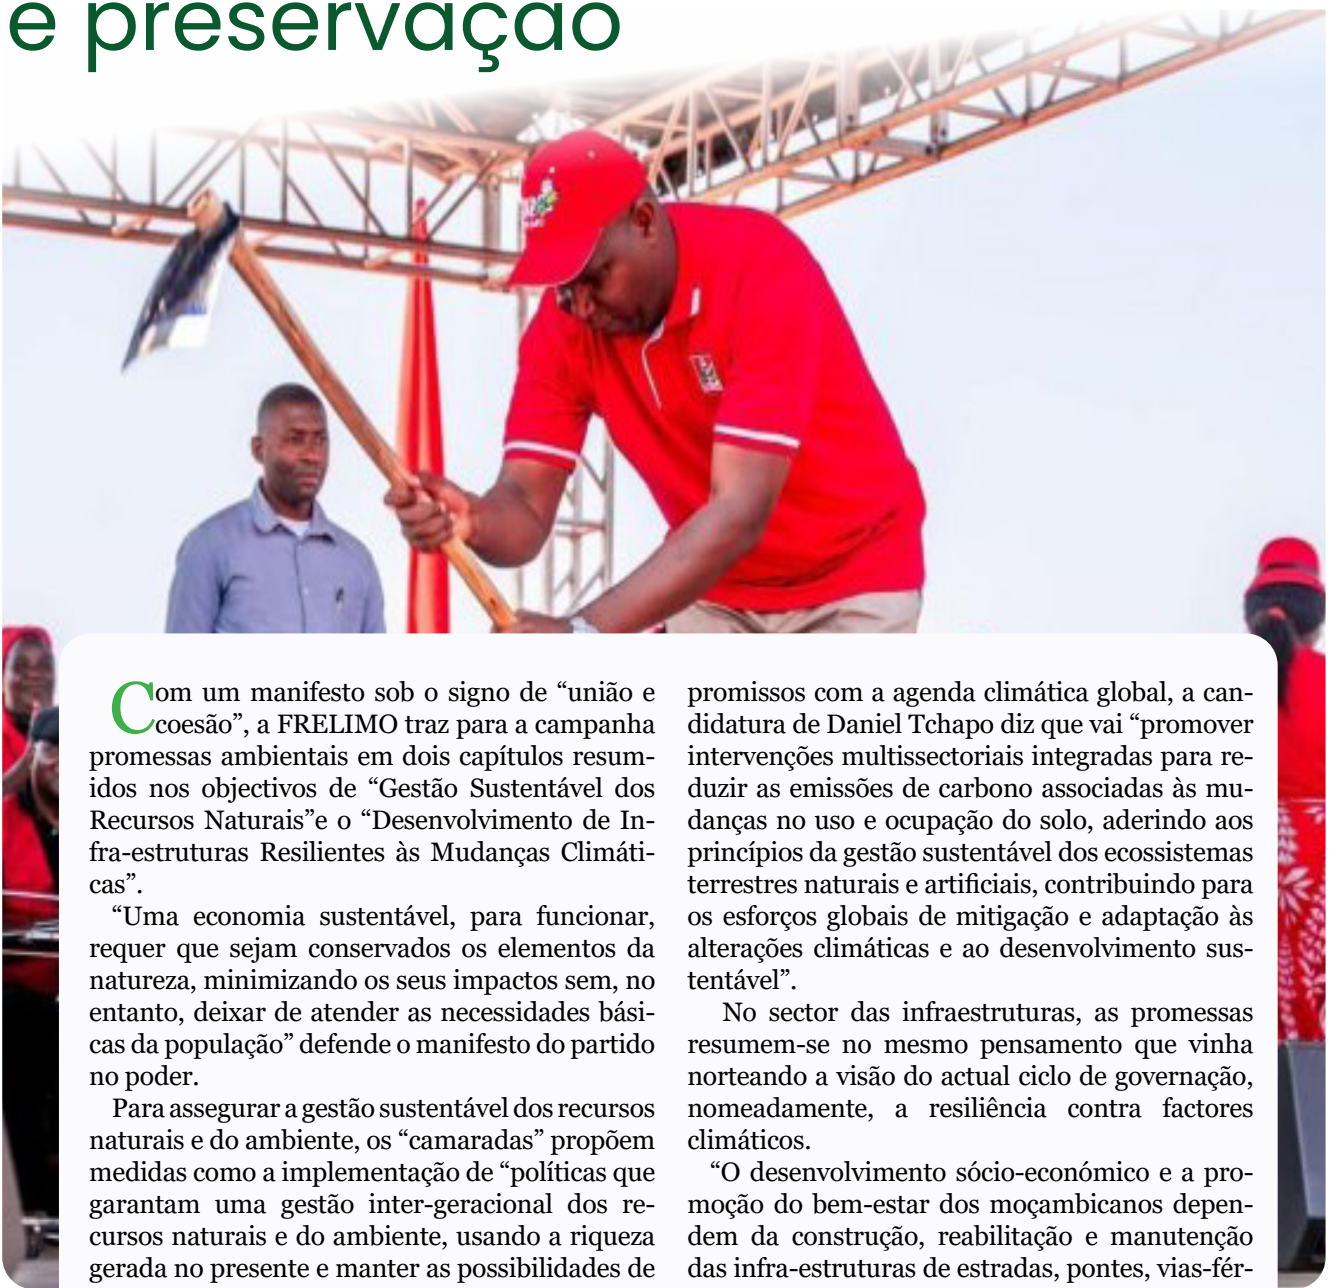 e preservação
Com um manifesto sob o signo de “união e
coesão”, a FRELIMO traz para a campanha
promessas ambientais em dois capítulos resum-
idos nos objectivos de “Gestão Sustentável dos
Recursos Naturais”e o “Desenvolvimento de In-
fra-estruturas Resilientes às Mudanças Climáti-
cas”.
“Uma economia sustentável, para funcionar,
requer que sejam conservados os elementos da
natureza, minimizando os seus impactos sem, no
entanto, deixar de atender as necessidades bási-
cas da população” defende o manifesto do partido
no poder.
Para assegurar a gestão sustentável dos recursos
naturais e do ambiente, os “camaradas” propõem
medidas como a implementação de “políticas que
garantam uma gestão inter-geracional dos re-
cursos naturais e do ambiente, usando a riqueza
gerada no presente e manter as possibilidades de
promissos com a agenda climática global, a can-
didatura de Daniel Tchapo diz que vai “promover
intervenções multissectoriais integradas para re-
duzir as emissões de carbono associadas às mu-
danças no uso e ocupação do solo, aderindo aos
princípios da gestão sustentável dos ecossistemas
terrestres naturais e artificiais, contribuindo para
os esforços globais de mitigação e adaptação às
alterações climáticas e ao desenvolvimento sus-
tentável”.
No sector das infraestruturas, as promessas
resumem-se no mesmo pensamento que vinha
norteando a visão do actual ciclo de governação,
nomeadamente, a resiliência contra factores
climáticos.
“O desenvolvimento sócio-económico e a pro-
moção do bem-estar dos moçambicanos depen-
dem da construção, reabilitação e manutenção
das infra-estruturas de estradas, pontes, vias-fér-